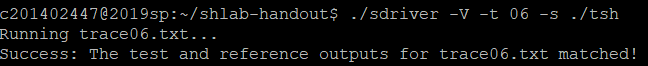 c201402447@2019sp:~/shlab-handout$ ./sdriver -V -t 06 -s ./tsh
Running trace06.txt...
Success: The test and reference outputs for trace06.txt matched!